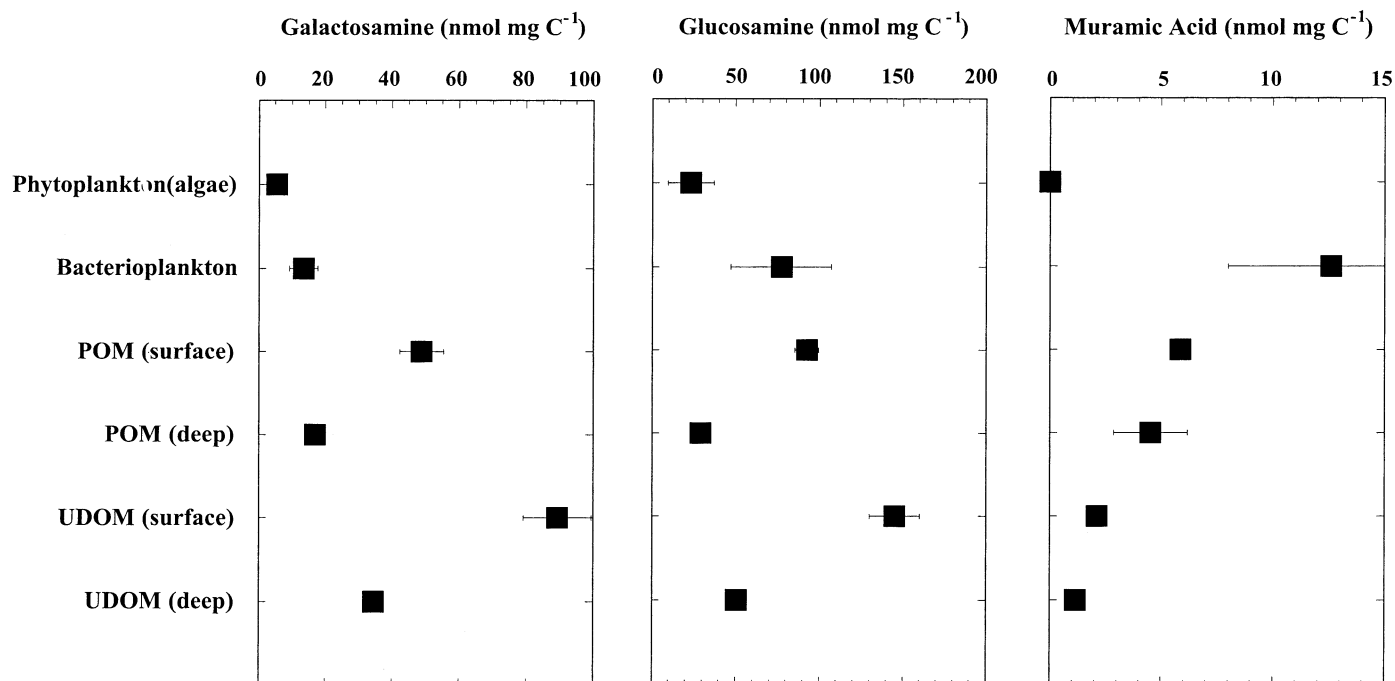 Galactosamine (nmol mg C-1) Glucosamine (nmol mg C-1) Muramic Acid (nmol mg C-1)
0 20 40 60 80 100 0 50 100 150 200 0 5 10 15
Phytoplankton(algae)
Bacterioplankton
POM (surface)
POM (deep)
UDOM (surface)
UDOM (deep)